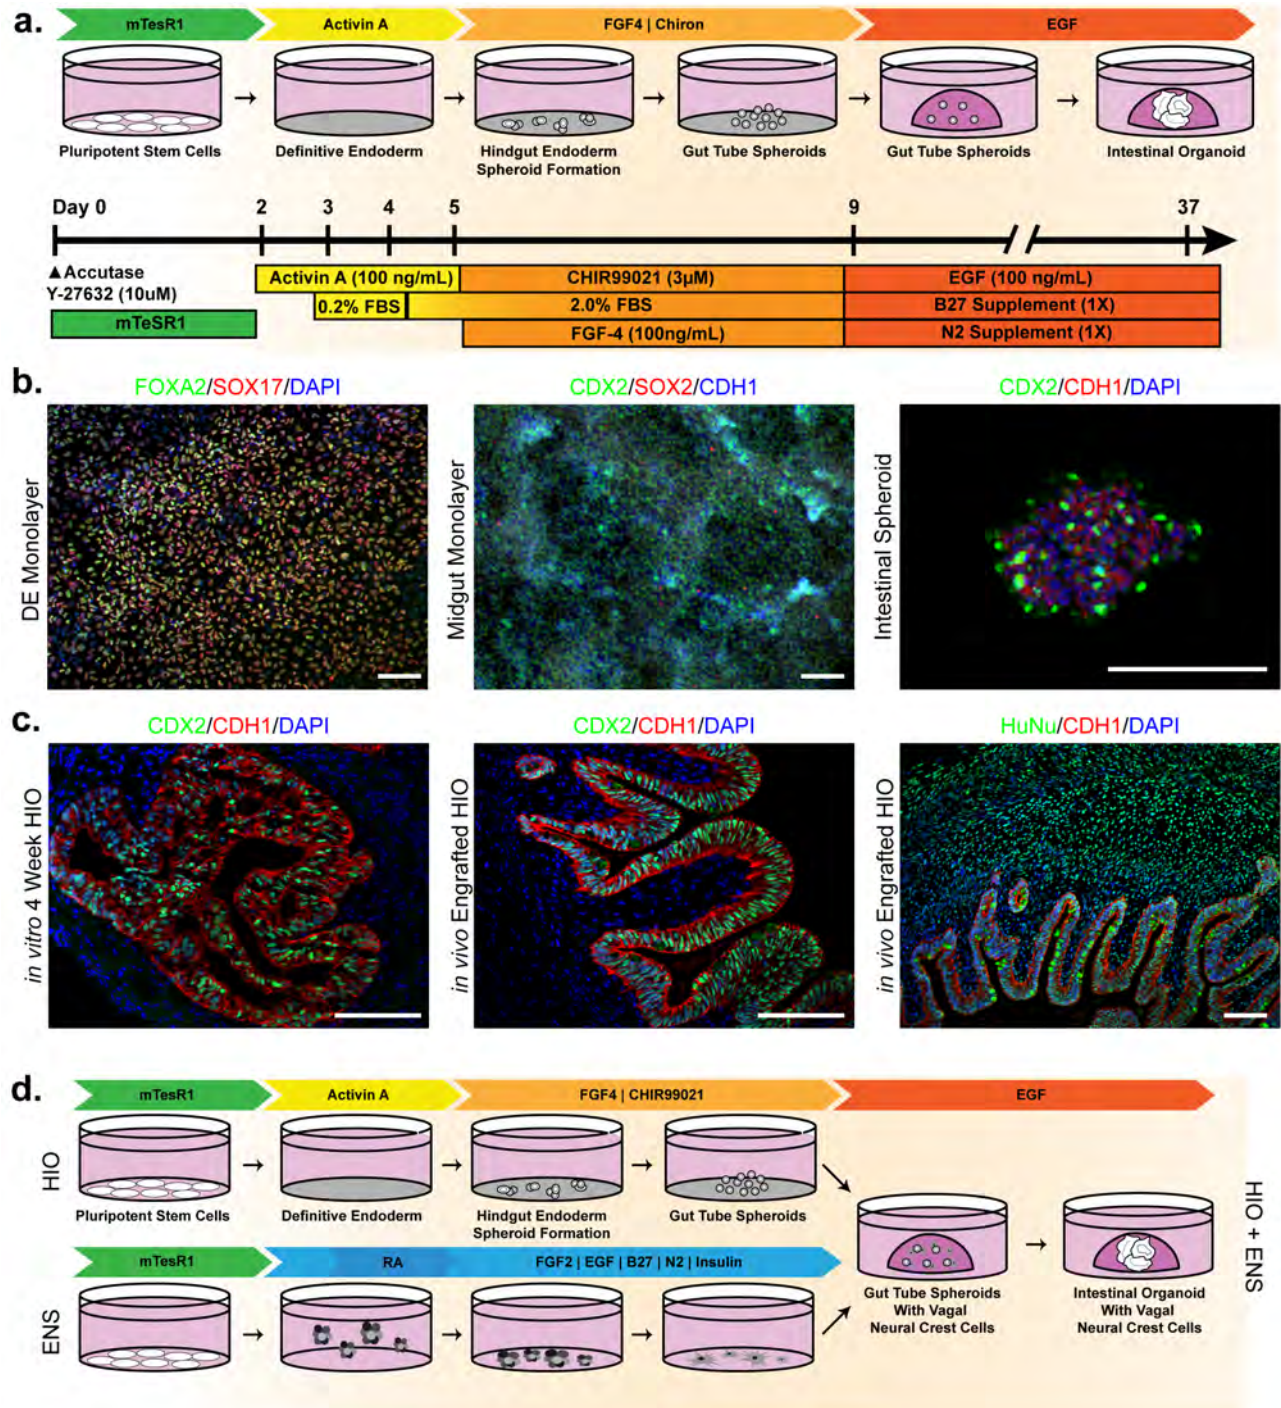 a.
mTesR1
Activin A
FGF4 | Chiron
EGF
Pluripotent Stem Cells
Definitive Endoderm
Hindgut Endoderm
Spheroid Formation
Gut Tube Spheroids
Gut Tube Spheroids
Intestinal Organoid
Day 0
2
3
4
5
9
37
▲Accutase
Y-27632 (10uM)
mTeSR1
Activin A (100 ng/mL)
0.2% FBS
CHIR99021 (3µM)
2.0% FBS
FGF-4 (100ng/mL)
EGF (100 ng/mL)
B27 Supplement (1X)
N2 Supplement (1X)
b.
FOXA2/SOX17/DAPI
CDX2/SOX2/CDH1
CDX2/CDH1/DAPI
DE Monolayer
Midgut Monolayer
Intestinal Spheroid
c.
CDX2/CDH1/DAPI
CDX2/CDH1/DAPI
HuNu/CDH1/DAPI
in vitro 4 Week HIO
in vivo Engrafted HIO
in vivo Engrafted HIO
d.
mTesR1
Activin A
FGF4 | CHIR99021
EGF
HIO
Pluripotent Stem Cells
Definitive Endoderm
Hindgut Endoderm
Spheroid Formation
Gut Tube Spheroids
mTesR1
RA
FGF2 | EGF | B27 | N2 | Insulin
ENS
Gut Tube Spheroids
With Vagal
Neural Crest Cells
Intestinal Organoid
With Vagal
Neural Crest Cells
HIO + ENS